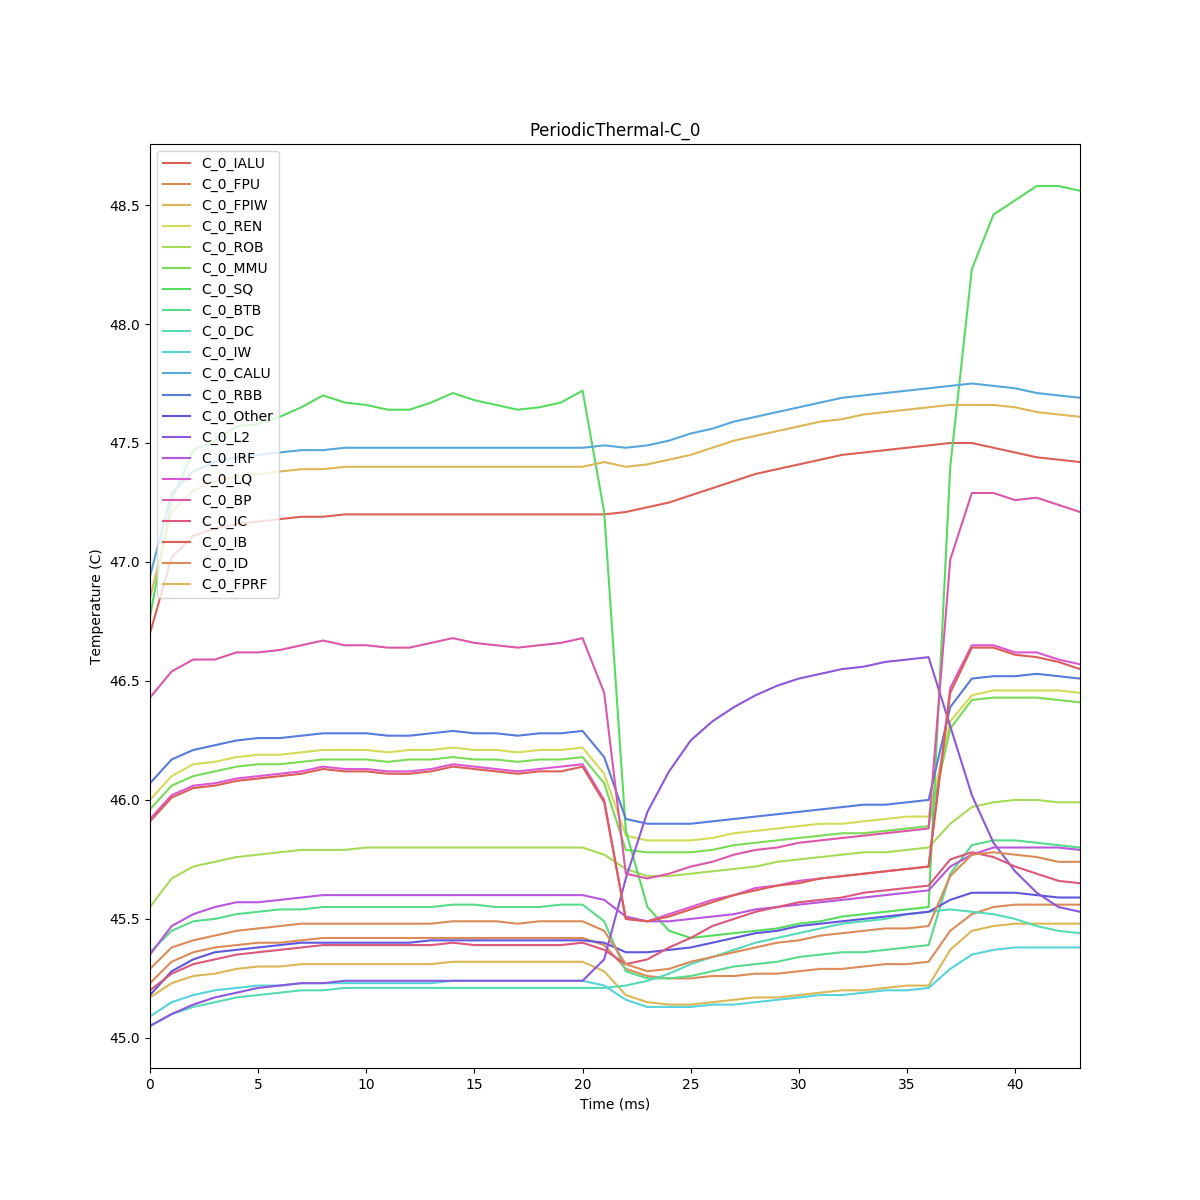 PeriodicThermal-C_0
C_0_IALU
C_0_FPU
C_0_FPIW
C_0_REN
C_0_ROB
C_0_MMU
C_0_SQ
C_0_BTB
C_0_DC
C_0_IW
C_0_CALU
C_0_RBB
C_0_Other
C_0_L2
C_0_IRF
C_0_LQ
C_0_BP
C_0_IC
C_0_IB
C_0_ID
C_0_FPRF
48.5
48.0
47.5
47.0
46.5
46.0
45.5
45.0
Temperature (C)
0 5 10 15 20 25 30 35 40
Time (ms)